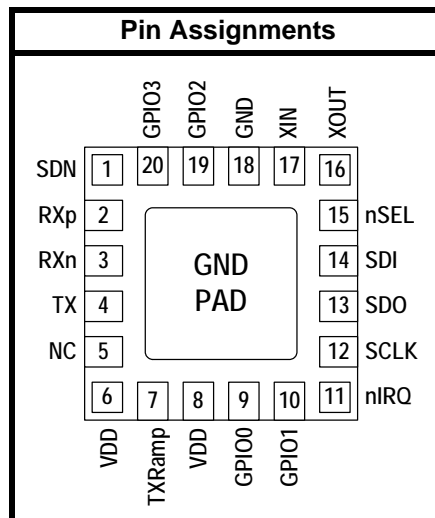 Pin Assignments
GPIO3
GPIO2
GND
XIN
XOUT
SDN 1 20 19 18 17 16
RXp 2 15 nSEL
RXn 3 GND 14 SDI
TX 4 PAD 13 SDO
NC 5 12 SCLK
6 7 8 9 10 11 nIRQ
VDD
TXRamp
VDD
GPIO0
GPIO1